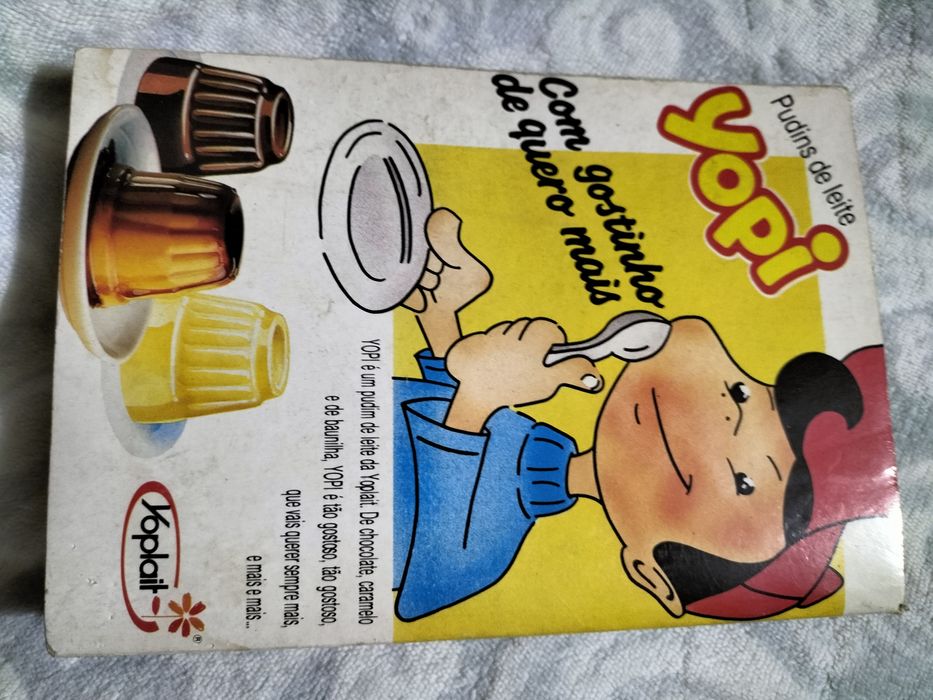 Pudins de leite
yopi
Com gostinho
de quero mais
YOPI é um pudim de leite da Yoplait. De chocolate, caramelo
e de baunilha, YOPI é tão gostoso, tão gostoso,
que vais querer sempre mais,
e mais e mais...
Yoplait
®